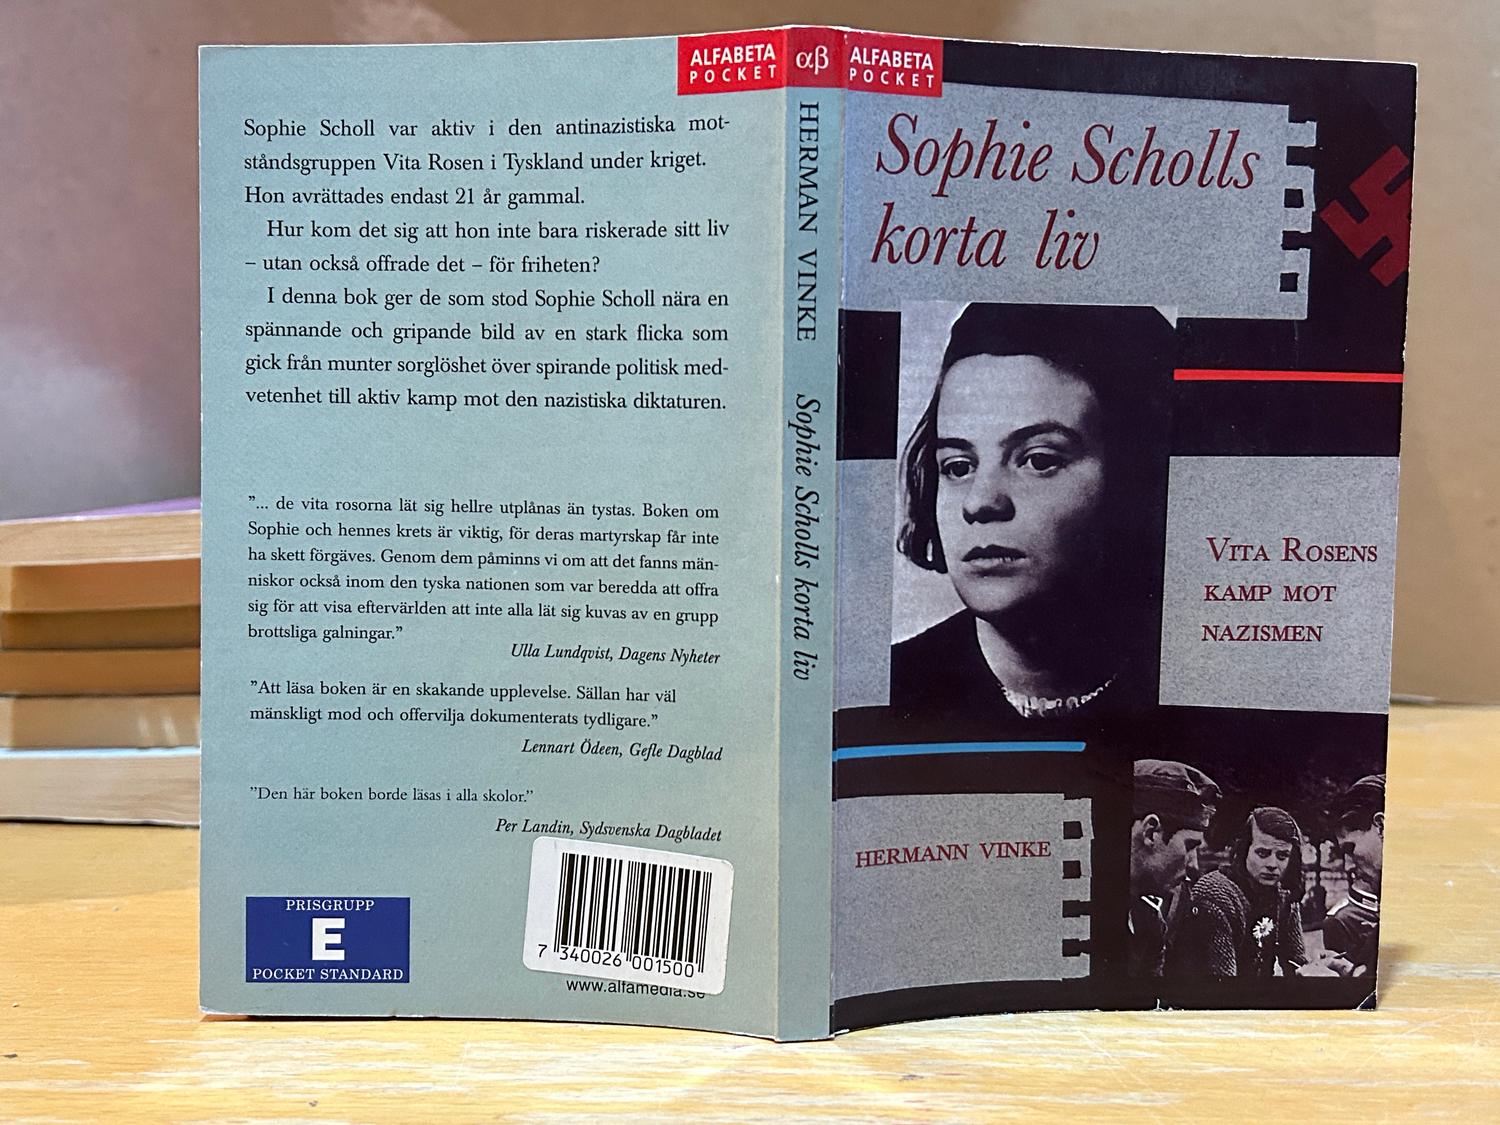 ALFABETA
POCKET
Sophie Scholl var aktiv i den antinazistiska mot-
ståndsgruppen Vita Rosen i Tyskland under kriget.
Hon avrättades endast 21 år gammal.
Hur kom det sig att hon inte bara riskerade sitt liv
– utan också offrade det – för friheten?
I denna bok ger de som stod Sophie Scholl nära en
spännande och gripande bild av en stark flicka som
gick från munter sorglöshet över spirande politisk med-
vetenhet till aktiv kamp mot den nazistiska diktaturen.
”... de vita rosorna lät sig hellre utplånas än tystas. Boken om
Sophie och hennes krets är viktig, för deras martyrskap får inte
ha skett förgäves. Genom dem påminns vi om att det fanns män-
niskor också inom den tyska nationen som var beredda att offra
sig för att visa eftervärlden att inte alla lät sig kuvas av en grupp
brottsliga galningar.”
Ulla Lundqvist, Dagens Nyheter
”Att läsa boken är en skakande upplevelse. Sällan har väl
mänskligt mod och offervilja dokumenterats tydligare.”
Lennart Ödeen, Gefle Dagblad
”Den här boken borde läsas i alla skolor.”
Per Landin, Sydsvenska Dagbladet
PRISGRUPP
E
POCKET STANDARD
7 340026 001500
www.alfamedia.se
αβ
HERMAN VINKE Sophie Scholls korta liv
ALFABETA
POCKET
Sophie Scholls
korta liv
VITA ROSENS
KAMP MOT
NAZISMEN
HERMANN VINKE